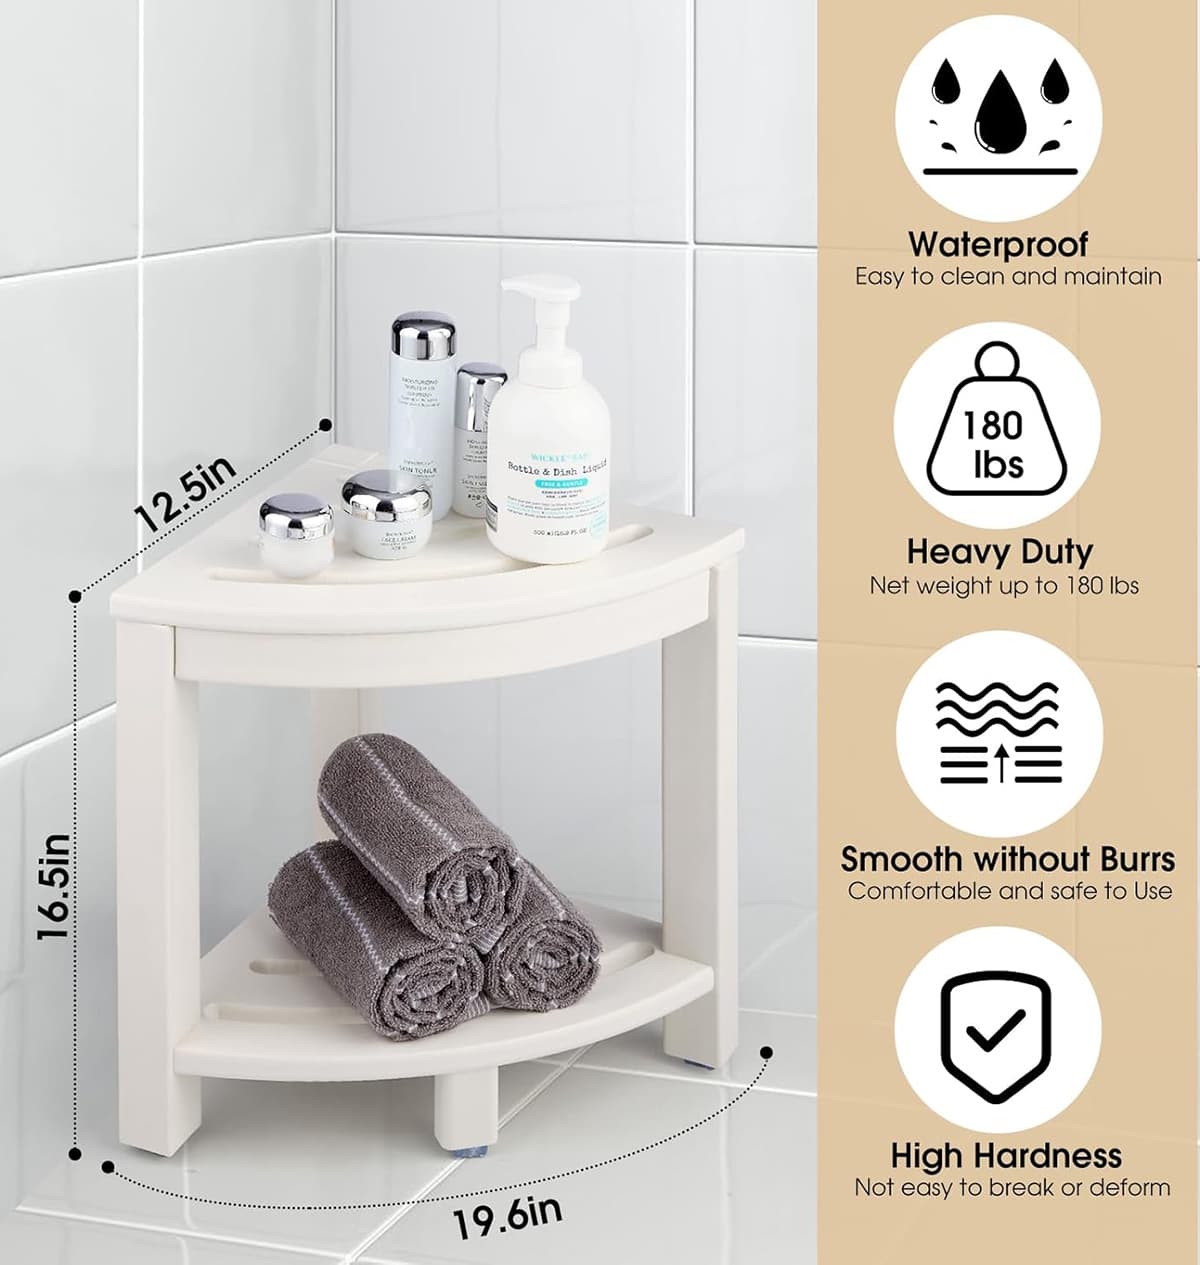 12.5in
16.5in
19.6in
SKIN TONER
Bottle & Dish Liquid
FACE CREAM
Waterproof
Easy to clean and maintain
180
lbs
Heavy Duty
Net weight up to 180 lbs
Smooth without Burrs
Comfortable and safe to Use
High Hardness
Not easy to break or deform